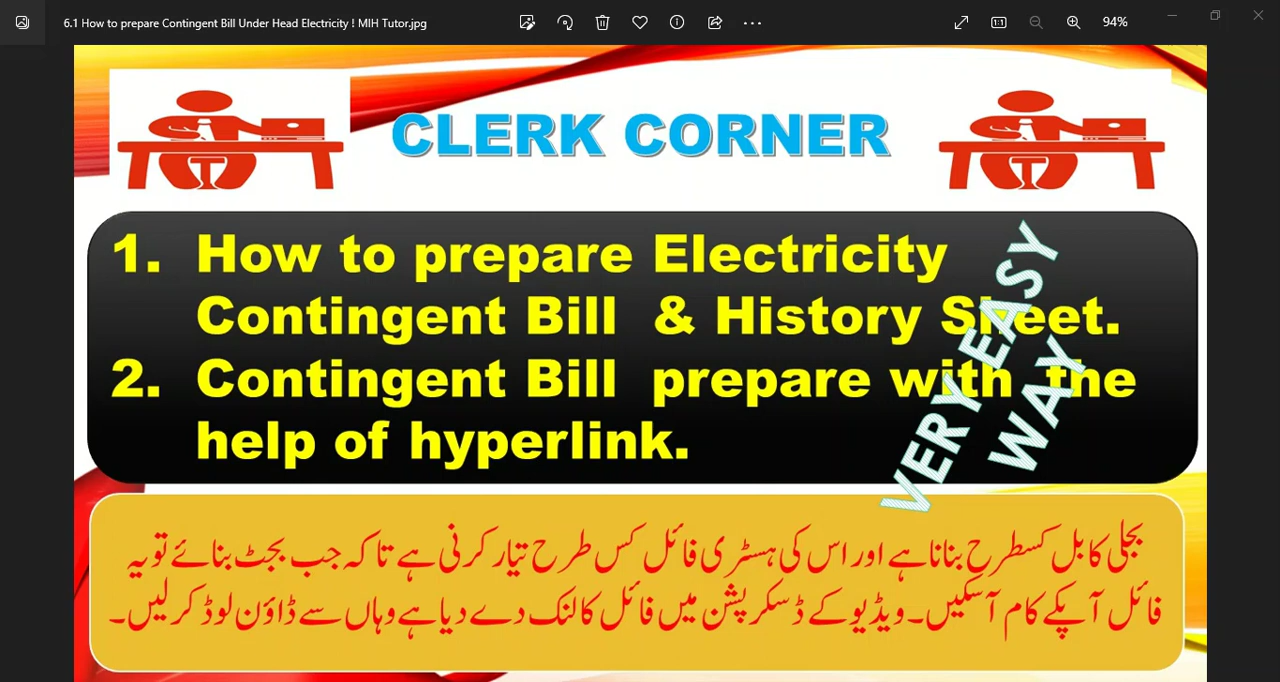 6.1 How to prepare Contingent Bill Under Head Electricity ! MIH Tutor.jpg
94%
CLERK CORNER
1. How to prepare Electricity
Contingent Bill & History Sheet.
2. Contingent Bill prepare with the
help of hyperlink.
VERY EASY
WAY
بجلی کا بل کسطرح بنانا ہے اور اس کی ہسٹری فائل کس طرح تیار کرنی ہے تاکہ جب بجٹ بنائے تو یہ
فائل آپکے کام آسکیں۔ ویڈیو کے ڈسکرپشن میں فائل کا لنک دے دیا ہے وہاں سے ڈاؤن لوڈ کرلیں۔